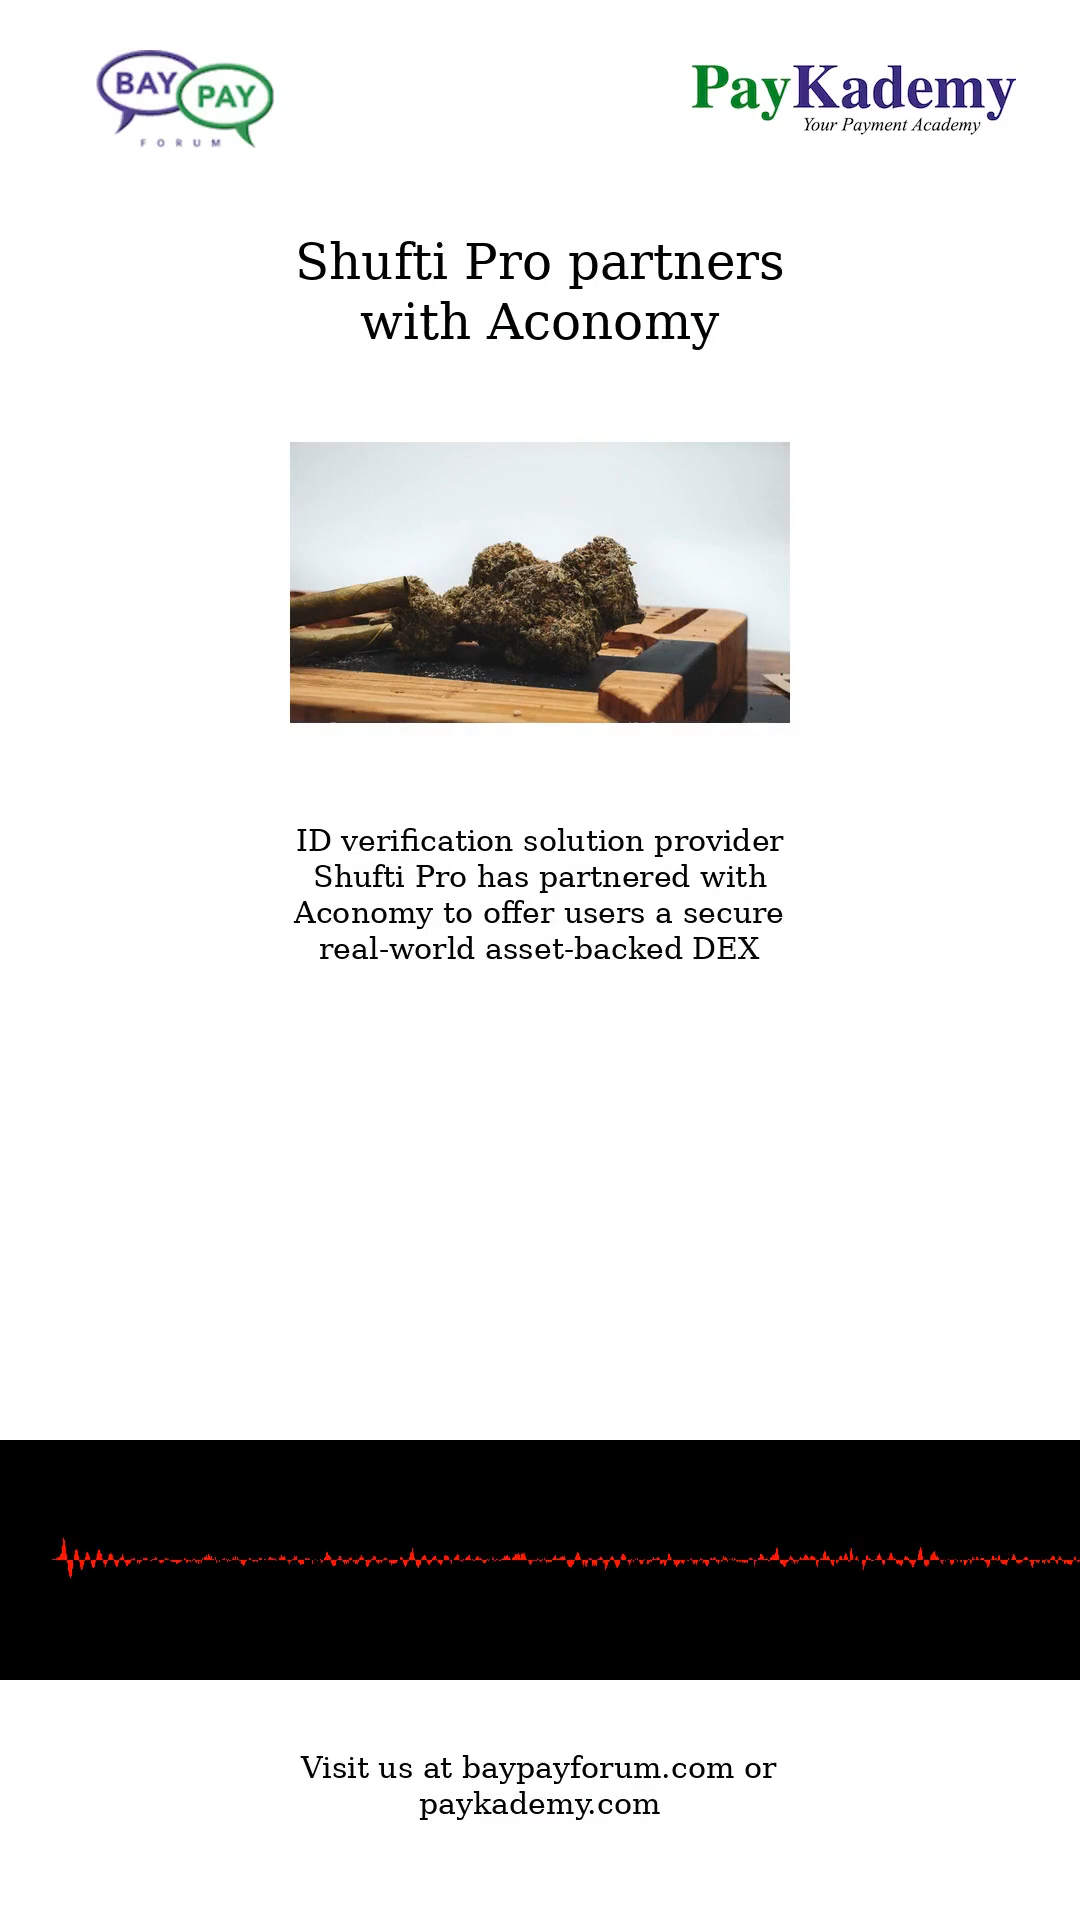 BAY
PAY
FORUM
PayKademy
Your Payment Academy
Shufti Pro partners
with Aconomy
ID verification solution provider
Shufti Pro has partnered with
Aconomy to offer users a secure
real-world asset-backed DEX
Visit us at baypayforum.com or
paykademy.com